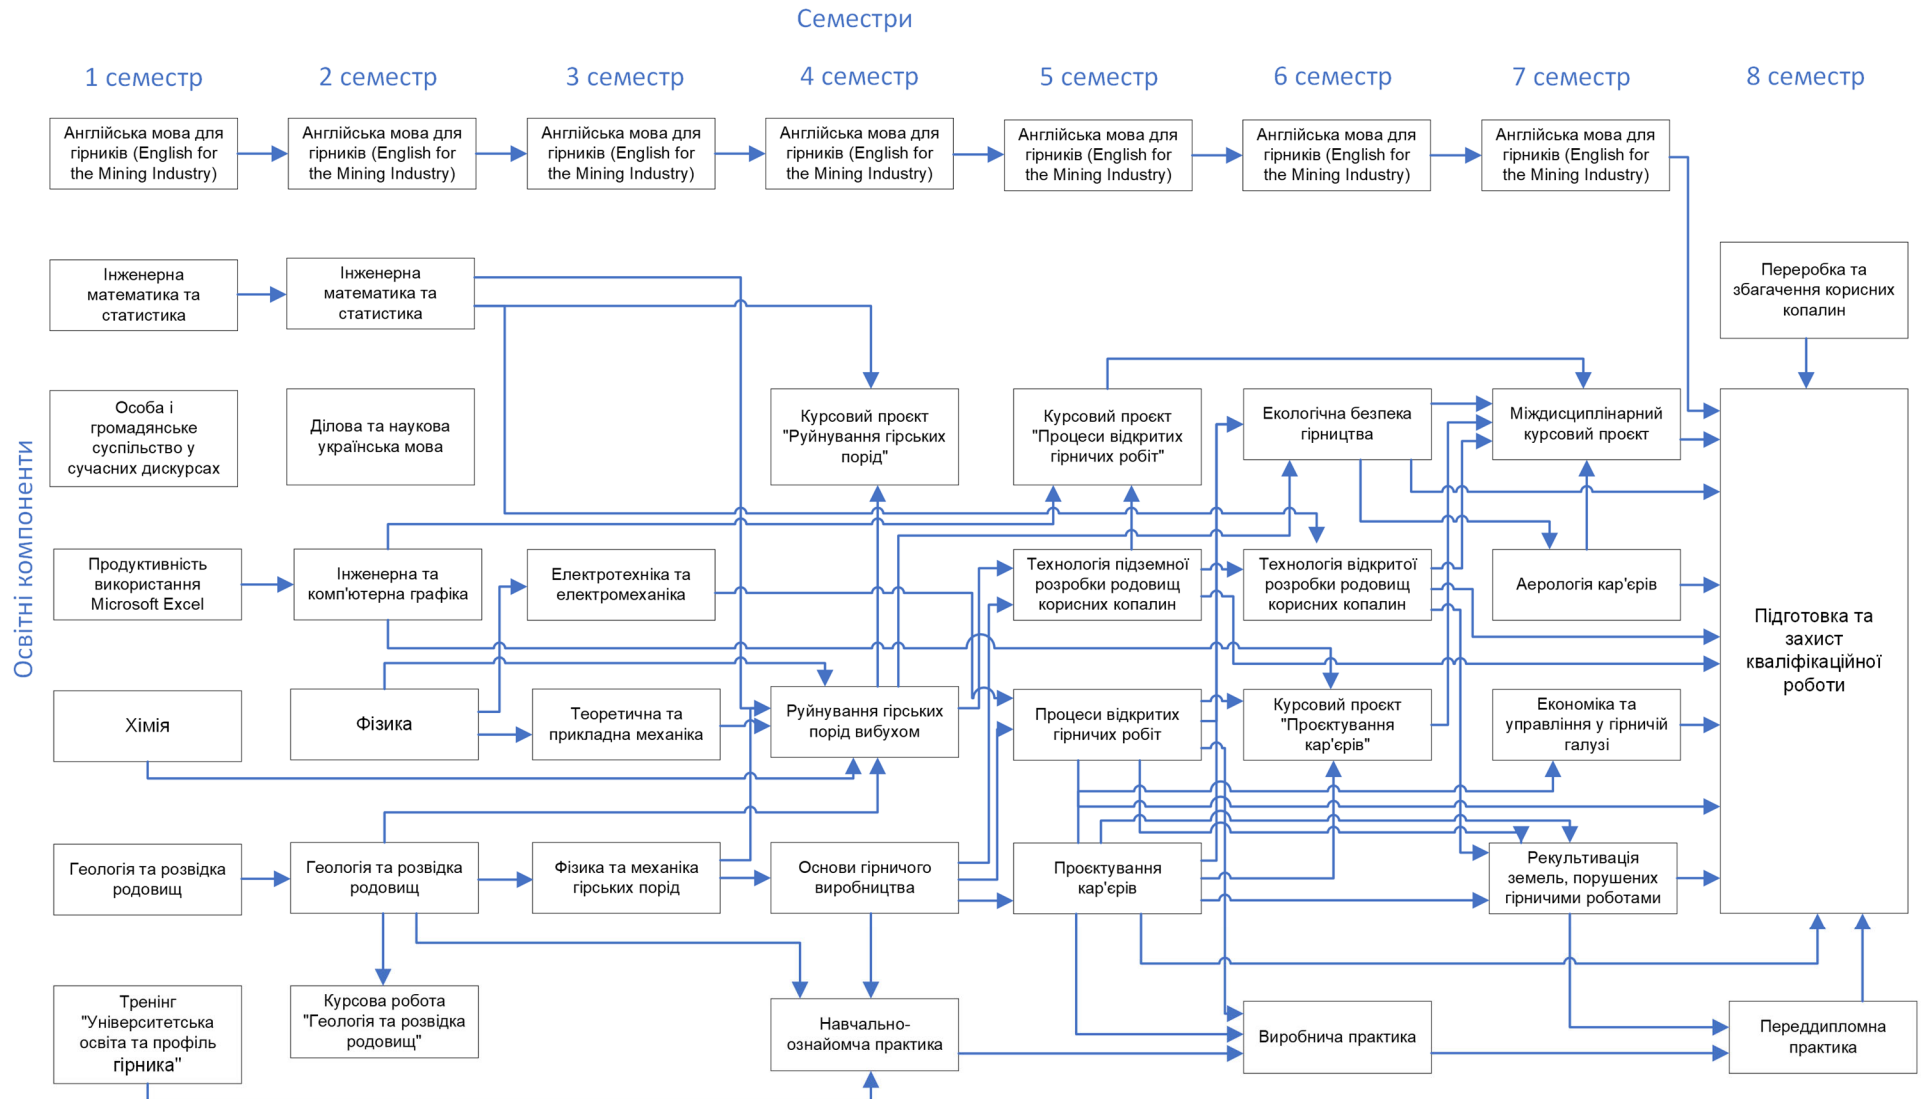 Семестри
1 семестр
2 семестр
3 семестр
4 семестр
5 семестр
6 семестр
7 семестр
8 семестр
Освітні компоненти
Англійська мова для
гірників (English for
the Mining Industry)
Англійська мова для
гірників (English for
the Mining Industry)
Англійська мова для
гірників (English for
the Mining Industry)
Англійська мова для
гірників (English for
the Mining Industry)
Англійська мова для
гірників (English for
the Mining Industry)
Англійська мова для
гірників (English for
the Mining Industry)
Англійська мова для
гірників (English for
the Mining Industry)
Інженерна
математика та
статистика
Інженерна
математика та
статистика
Переробка та
збагачення корисних
копалин
Особа і
громадянське
суспільство у
сучасних дискурсах
Ділова та наукова
українська мова
Курсовий проєкт
"Руйнування гірських
порід"
Курсовий проєкт
"Процеси відкритих
гірничих робіт"
Екологічна безпека
гірництва
Міждисциплінарний
курсовий проєкт
Продуктивність
використання
Microsoft Excel
Інженерна та
комп'ютерна графіка
Електротехніка та
електромеханіка
Технологія підземної
розробки родовищ
корисних копалин
Технологія відкритої
розробки родовищ
корисних копалин
Аерологія кар'єрів
Підготовка та
захист
кваліфікаційної
роботи
Хімія
Фізика
Теоретична та
прикладна механіка
Руйнування гірських
порід вибухом
Процеси відкритих
гірничих робіт
Курсовий проєкт
"Проєктування
кар'єрів"
Економіка та
управління у гірничій
галузі
Геологія та розвідка
родовищ
Геологія та розвідка
родовищ
Фізика та механіка
гірських порід
Основи гірничого
виробництва
Проєктування
кар'єрів
Рекультивація
земель, порушених
гірничими роботами
Тренінг
"Університетська
освіта та профіль
гірника"
Курсова робота
"Геологія та розвідка
родовищ"
Навчально-
ознайомча практика
Виробнича практика
Переддипломна
практика